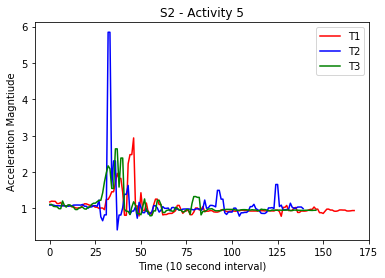 S2 - Activity 5
T1
T2
T3
Acceleration Magntiude
6
5
4
3
2
1
0 25 50 75 100 125 150 175
Time (10 second interval)